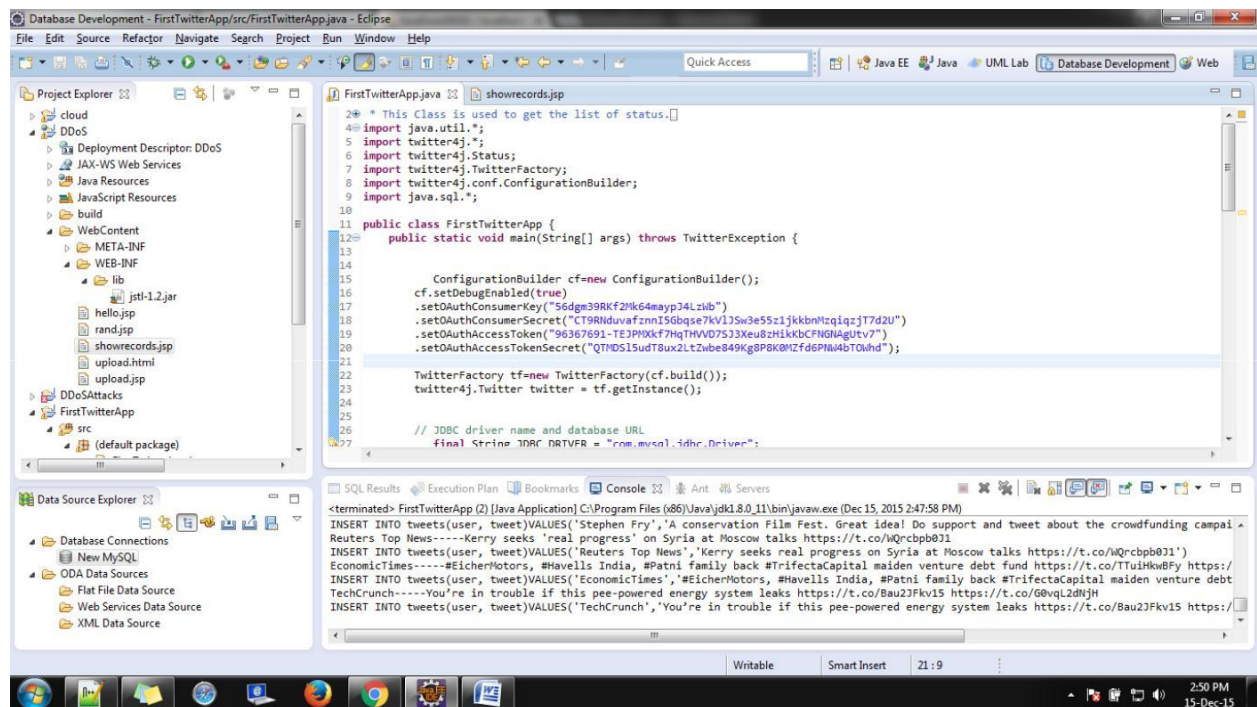 Database Development - FirstTwitterApp/src/FirstTwitterApp.java - Eclipse
File Edit Source Refactor Navigate Search Project Run Window Help
Quick Access
Java EE Java UML Lab Database Development Web
Project Explorer
cloud
DDoS
Deployment Descriptor: DDoS
JAX-WS Web Services
Java Resources
JavaScript Resources
build
WebContent
META-INF
WEB-INF
lib
jstl-1.2.jar
hello.jsp
rand.jsp
showrecords.jsp
upload.html
upload.jsp
DDoSAttacks
FirstTwitterApp
src
(default package)
FirstTwitterApp.java showrecords.jsp
2 * This Class is used to get the list of status.
4 import java.util.*;
5 import twitter4j.*;
6 import twitter4j.Status;
7 import twitter4j.TwitterFactory;
8 import twitter4j.conf.ConfigurationBuilder;
9 import java.sql.*;
10
11 public class FirstTwitterApp {
12 public static void main(String[] args) throws TwitterException {
13
14
15 ConfigurationBuilder cf=new ConfigurationBuilder();
16 cf.setDebugEnabled(true)
17 .setOAuthConsumerKey("56dgm39RKf2Mk64maypJ4LzWb")
18 .setOAuthConsumerSecret("CT9RNduvafznnI5Gbqse7kVlJSw3e55z1jkkbnMzqiqzjT7d2U")
19 .setOAuthAccessToken("96367691-TEJPMXkf7HqTHVVD7SJ3Xeu8zHikKbCFNGNAgUtv7")
20 .setOAuthAccessTokenSecret("QTMDSl5udT8ux2LtZwbe849Kg8P8K0MZfd6PNW4bTOWhd");
21
22 TwitterFactory tf=new TwitterFactory(cf.build());
23 twitter4j.Twitter twitter = tf.getInstance();
24
25
26 // JDBC driver name and database URL
27 final String JDBC_DRIVER = "com.mysql.jdbc.Driver";
Data Source Explorer
Database Connections
New MySQL
ODA Data Sources
Flat File Data Source
Web Services Data Source
XML Data Source
SQL Results Execution Plan Bookmarks Console Ant Servers
<terminated> FirstTwitterApp (2) [Java Application] C:\Program Files (x86)\Java\jdk1.8.0_11\bin\javaw.exe (Dec 15, 2015 2:47:58 PM)
INSERT INTO tweets(user, tweet)VALUES('Stephen Fry','A conservation Film Fest. Great idea! Do support and tweet about the crowdfunding campai
Reuters Top News-----Kerry seeks 'real progress' on Syria at Moscow talks https://t.co/WQrcpb0J1
INSERT INTO tweets(user, tweet)VALUES('Reuters Top News','Kerry seeks real progress on Syria at Moscow talks https://t.co/WQrcpb0J1')
EconomicTimes-----#EicherMotors, #Havells India, #Patni family back #TrifectaCapital maiden venture debt fund https://t.co/TTuiHkwBFy https:/
INSERT INTO tweets(user, tweet)VALUES('EconomicTimes','#EicherMotors, #Havells India, #Patni family back #TrifectaCapital maiden venture debt
TechCrunch-----You're in trouble if this pee-powered energy system leaks https://t.co/Bau2JFkv15 https://t.co/G0vqL2dNjH
INSERT INTO tweets(user, tweet)VALUES('TechCrunch','You're in trouble if this pee-powered energy system leaks https://t.co/Bau2JFkv15 https:/
Writable Smart Insert 21 : 9
2:50 PM
15-Dec-15